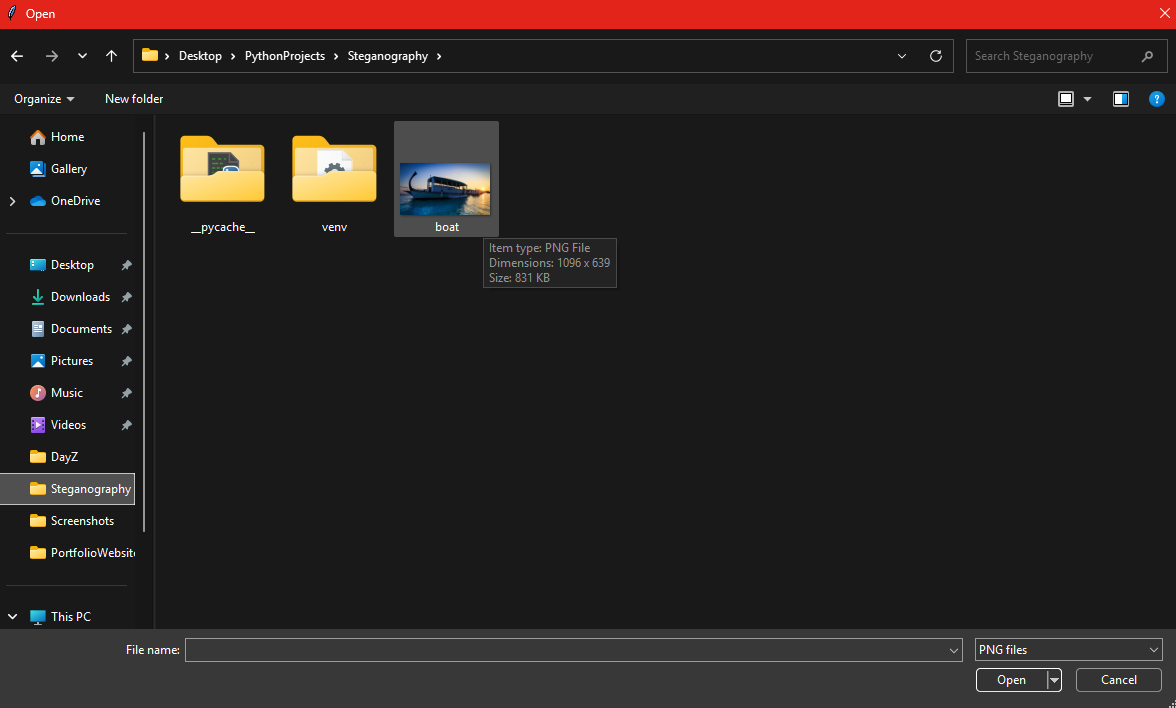 Open
Desktop > PythonProjects > Steganography >
Search Steganography
Organize
New folder
Home
Gallery
OneDrive
Desktop
Downloads
Documents
Pictures
Music
Videos
DayZ
Steganography
Screenshots
PortfolioWebsite
This PC
__pycache__
venv
boat
Item type: PNG File
Dimensions: 1096 x 639
Size: 831 KB
File name:
PNG files
Open
Cancel